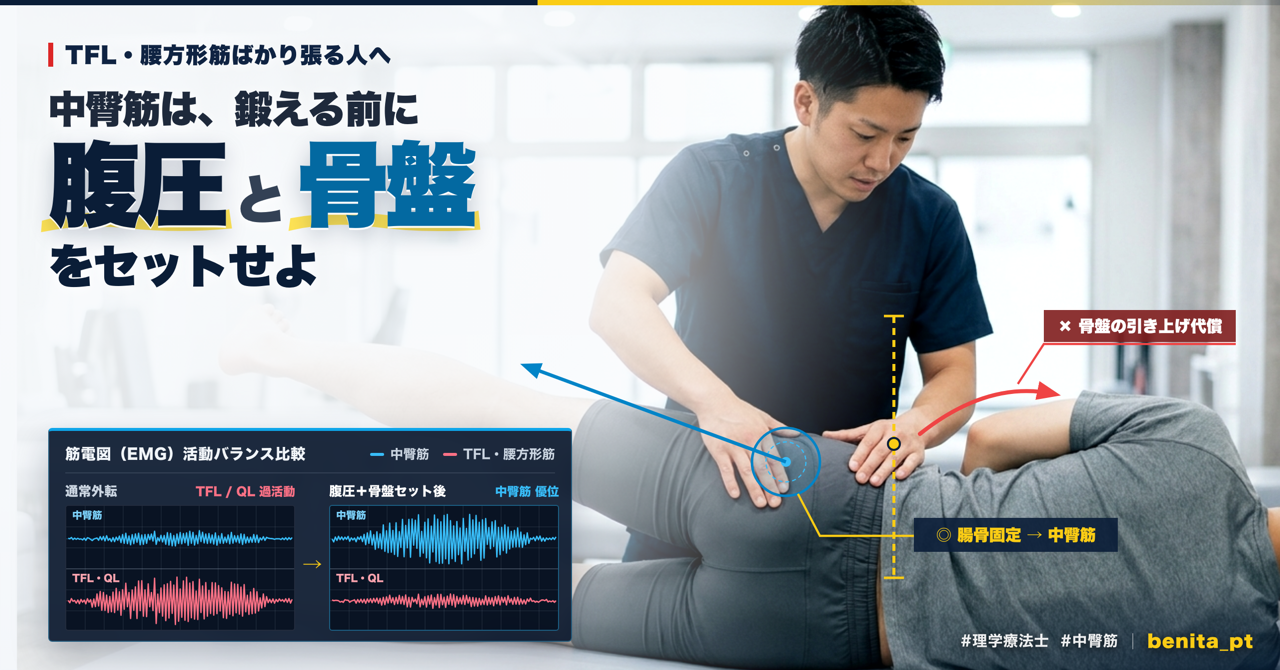 TFL・腰方形筋ばかり張る人へ
中臀筋は、鍛える前に
腹圧と骨盤
をセットせよ
× 骨盤の引き上げ代償
筋電図（EMG）活動バランス比較
中臀筋 TFL・腰方形筋
通常外転 TFL / QL 過活動
中臀筋
TFL・QL
→
腹圧＋骨盤セット後 中臀筋 優位
中臀筋
TFL・QL
◎ 腸骨固定 → 中臀筋
#理学療法士 #中臀筋 | benita_pt